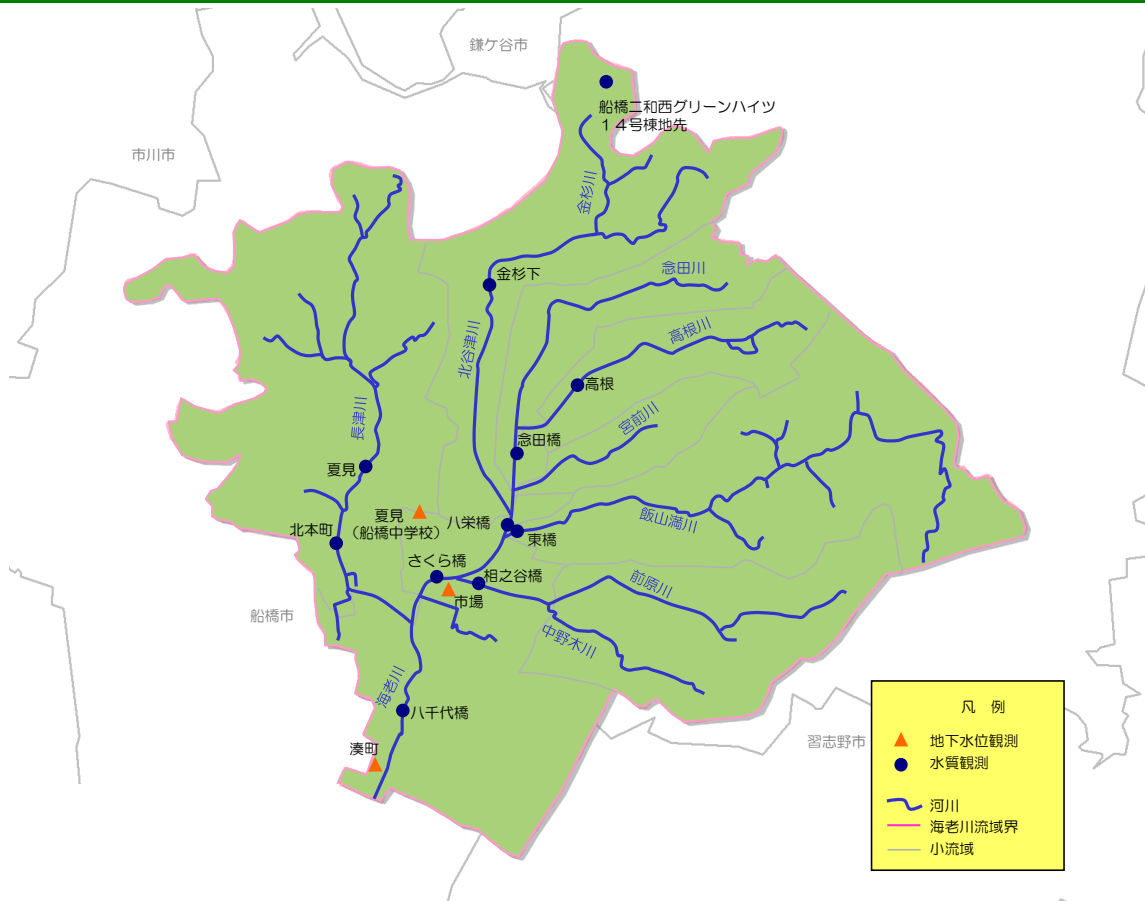 鎌ケ谷市
船橋二和西グリーンハイツ
１４号棟地先
市川市
金杉川
金杉下
念田川
北谷津川
高根川
高根
長津川
宮前川
念田橋
夏見
夏見
（船橋中学校）
八栄橋
飯山満川
北本町
東橋
さくら橋
相之谷橋
前原川
市場
船橋市
中野木川
海老川
八千代橋
湊町
習志野市
凡 例
地下水位観測
水質観測
河川
海老川流域界
小流域